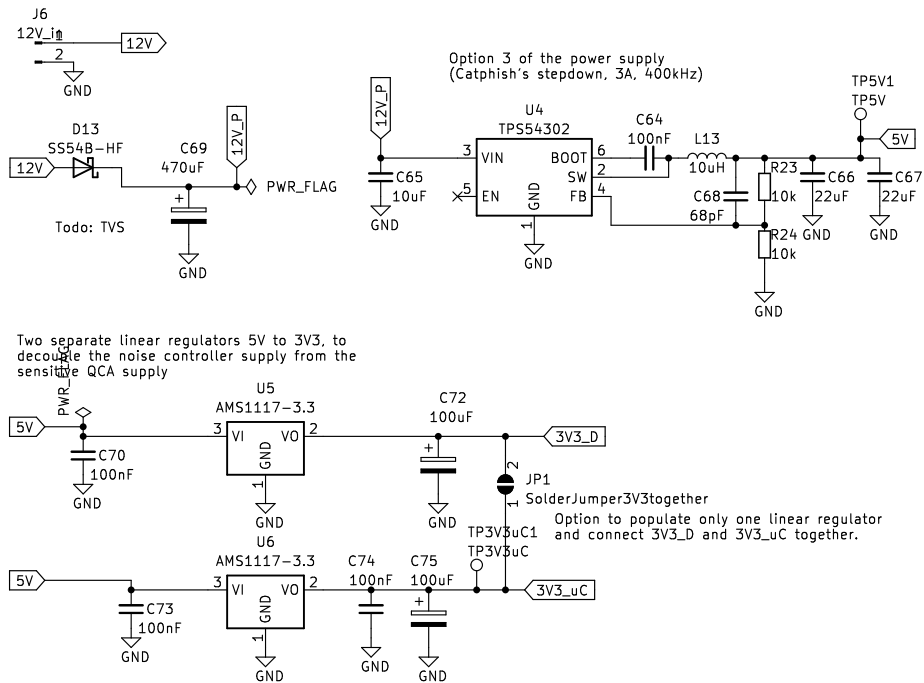 J6
12V_in
2
GND
12V
D13
SS54B-HF
12V
C69
470uF
+
12V_P
PWR_FLAG
Todo: TVS
GND
Option 3 of the power supply
(Catphish's stepdown, 3A, 400kHz)
12V_P
C65
10uF
GND
U4
TPS54302
3
VIN
5
EN
GND
1
BOOT
6
SW
2
FB
4
GND
C64
100nF
L13
10uH
C68
68pF
R23
10k
R24
10k
GND
TP5V1
TP5V
5V
C66
22uF
GND
C67
22uF
GND
Two separate linear regulators 5V to 3V3, to
decouple the noise controller supply from the
sensitive QCA supply
PWR_FLAG
5V
C70
100nF
GND
U5
AMS1117-3.3
3
VI
VO
2
GND
1
GND
C72
100uF
+
GND
3V3_D
2
JP1
SolderJumper3V3together
1
Option to populate only one linear regulator
and connect 3V3_D and 3V3_uC together.
5V
C73
100nF
GND
U6
AMS1117-3.3
3
VI
VO
2
GND
1
GND
C74
100nF
GND
C75
100uF
+
GND
TP3V3uC1
TP3V3uC
3V3_uC